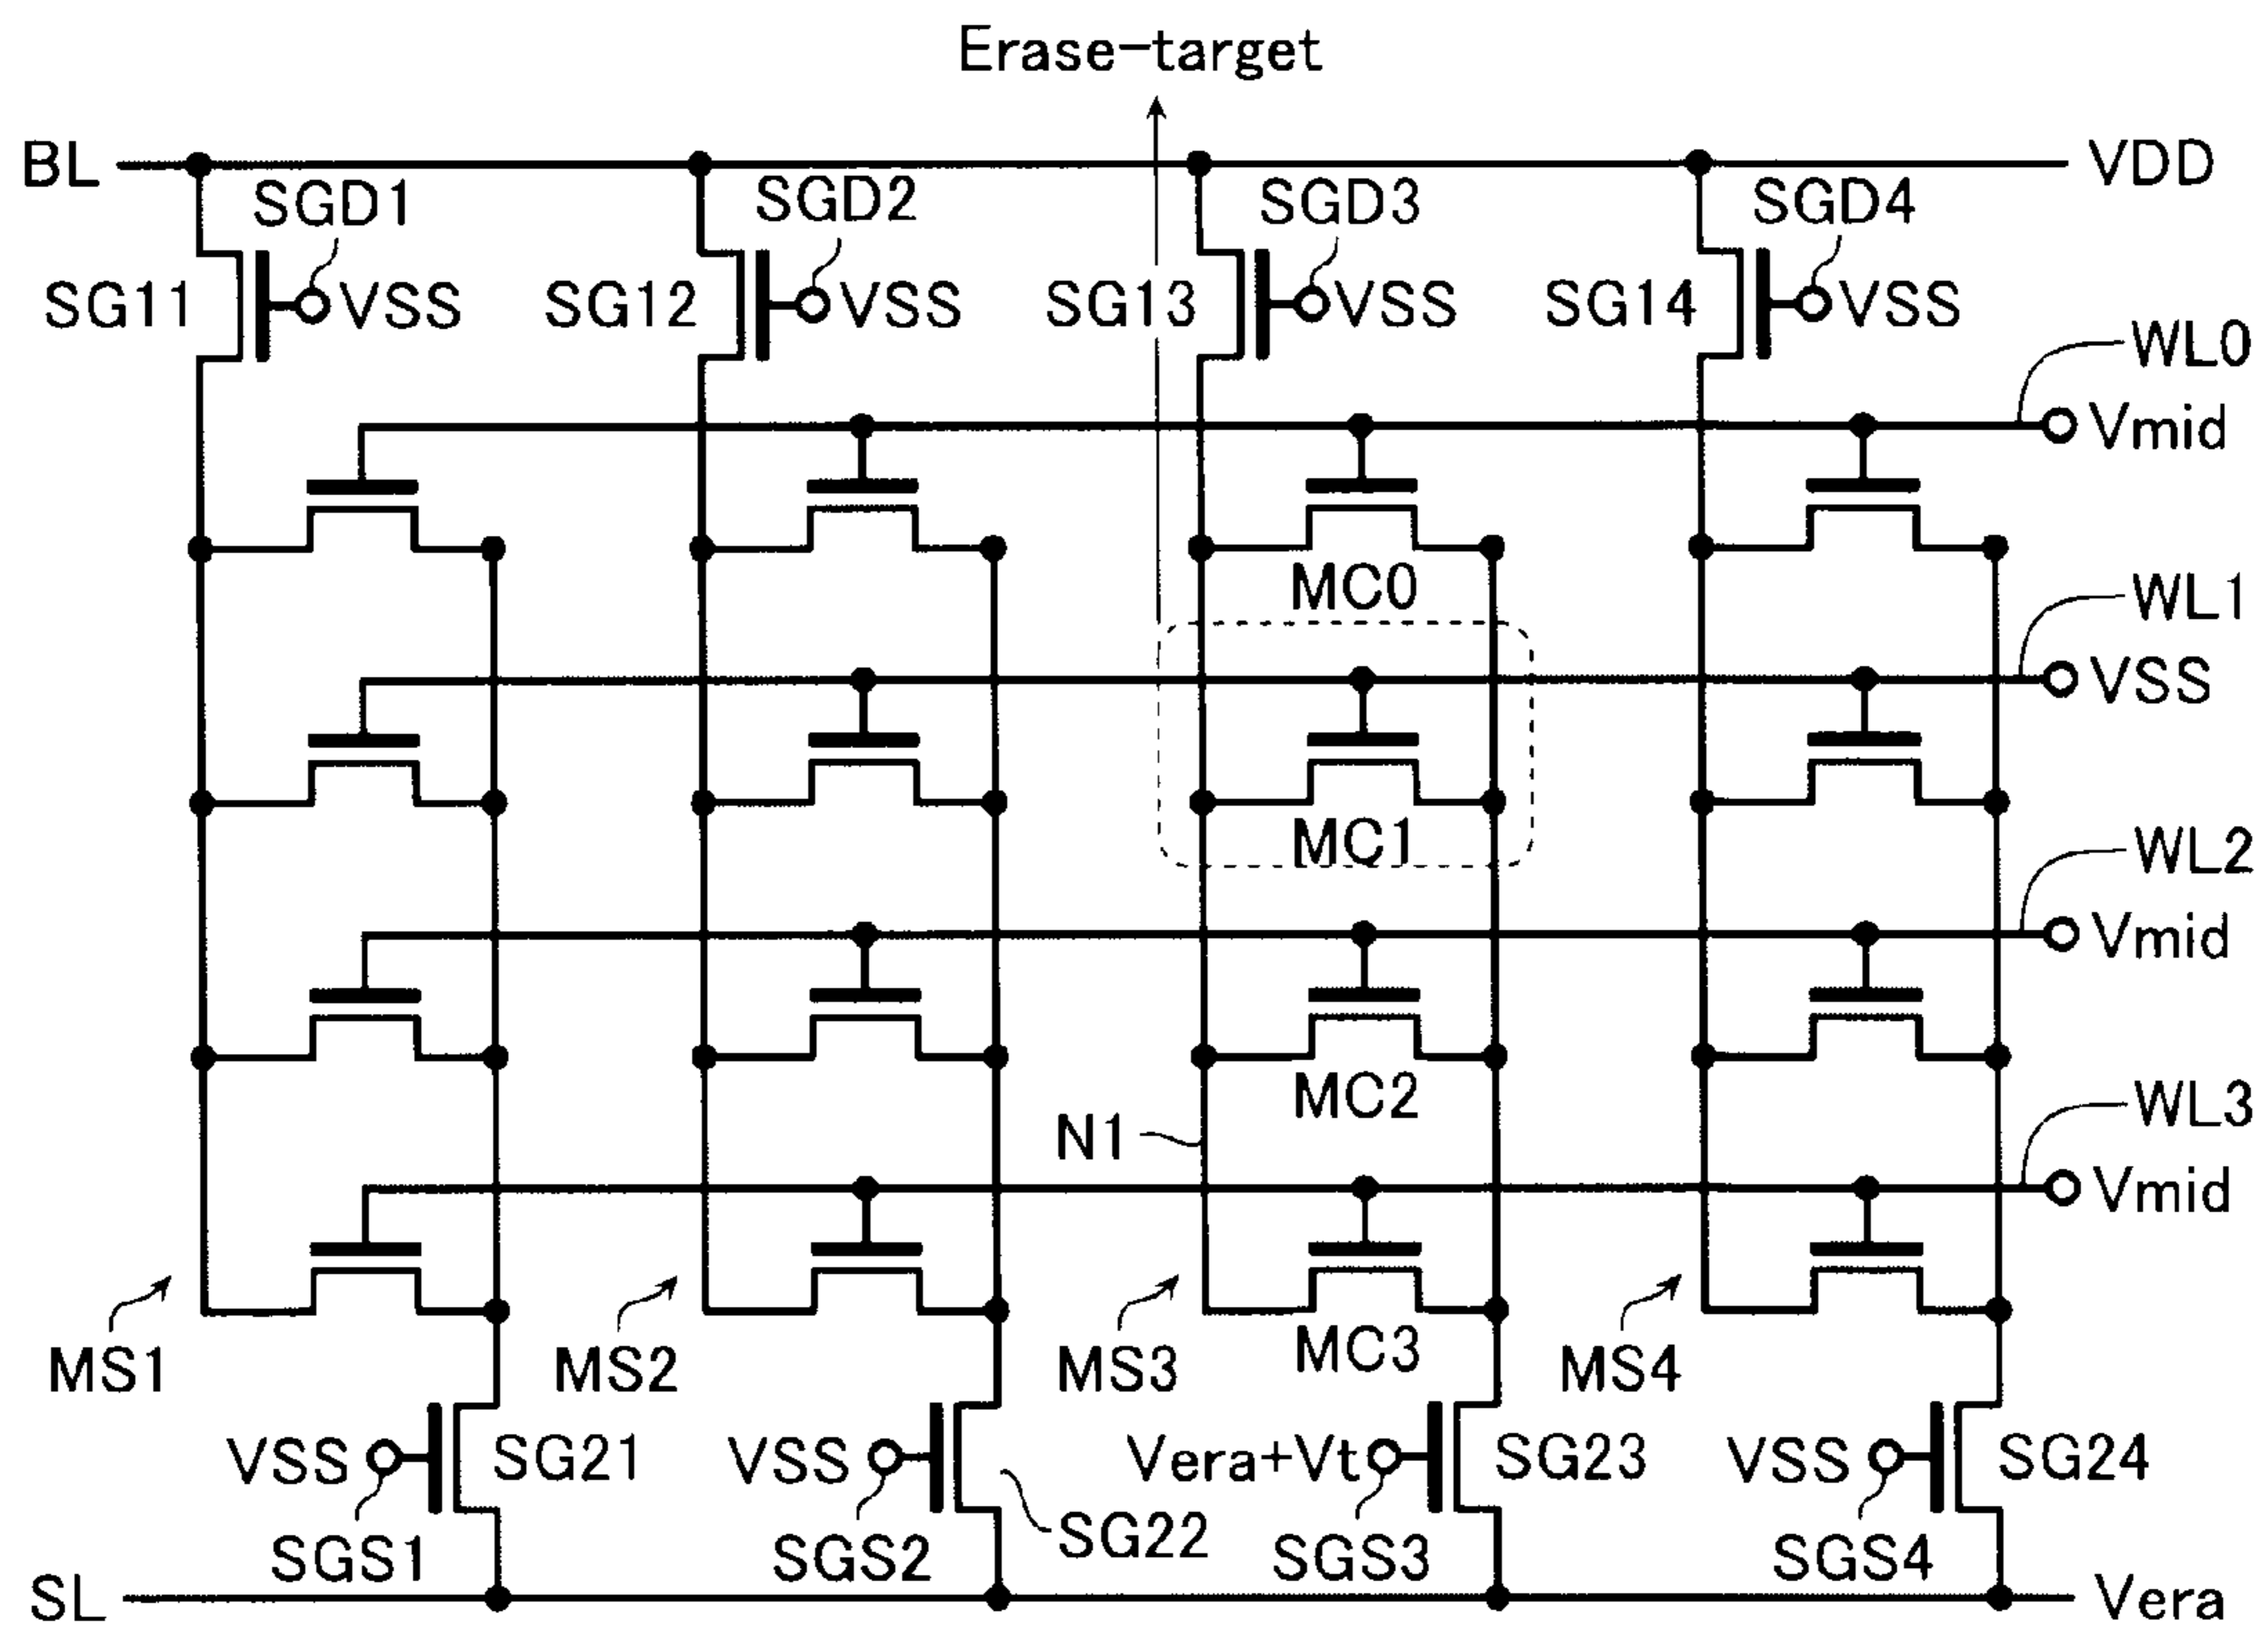 Erase-target
BL
VDD
SGD1
SGD2
SGD3
SGD4
SG11
VSS
SG12
VSS
SG13
VSS
SG14
VSS
WL0
Vmid
MC0
WL1
VSS
MC1
WL2
Vmid
MC2
N1
WL3
Vmid
MS1
MS2
MS3
MC3
MS4
VSS
SG21
VSS
Vera+Vt
SG23
VSS
SG24
SGS1
SGS2
SG22
SGS3
SGS4
SL
Vera